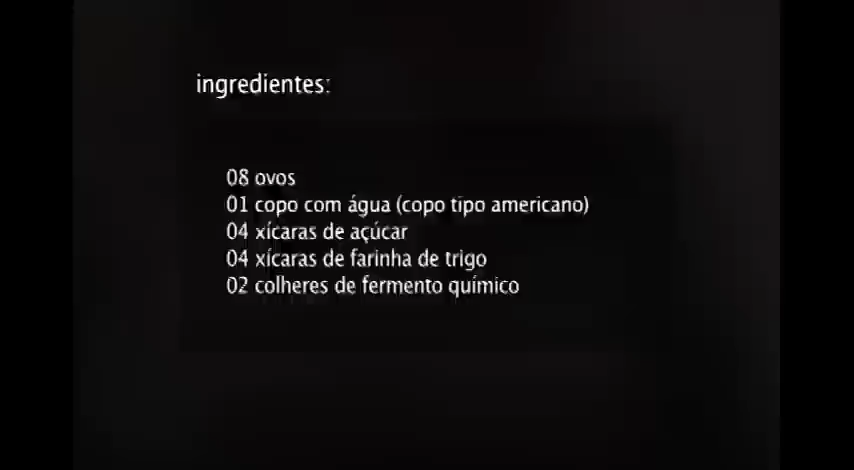 ingredientes:
08 ovos
01 copo com água (copo tipo americano)
04 xícaras de açúcar
04 xícaras de farinha de trigo
02 colheres de fermento químico